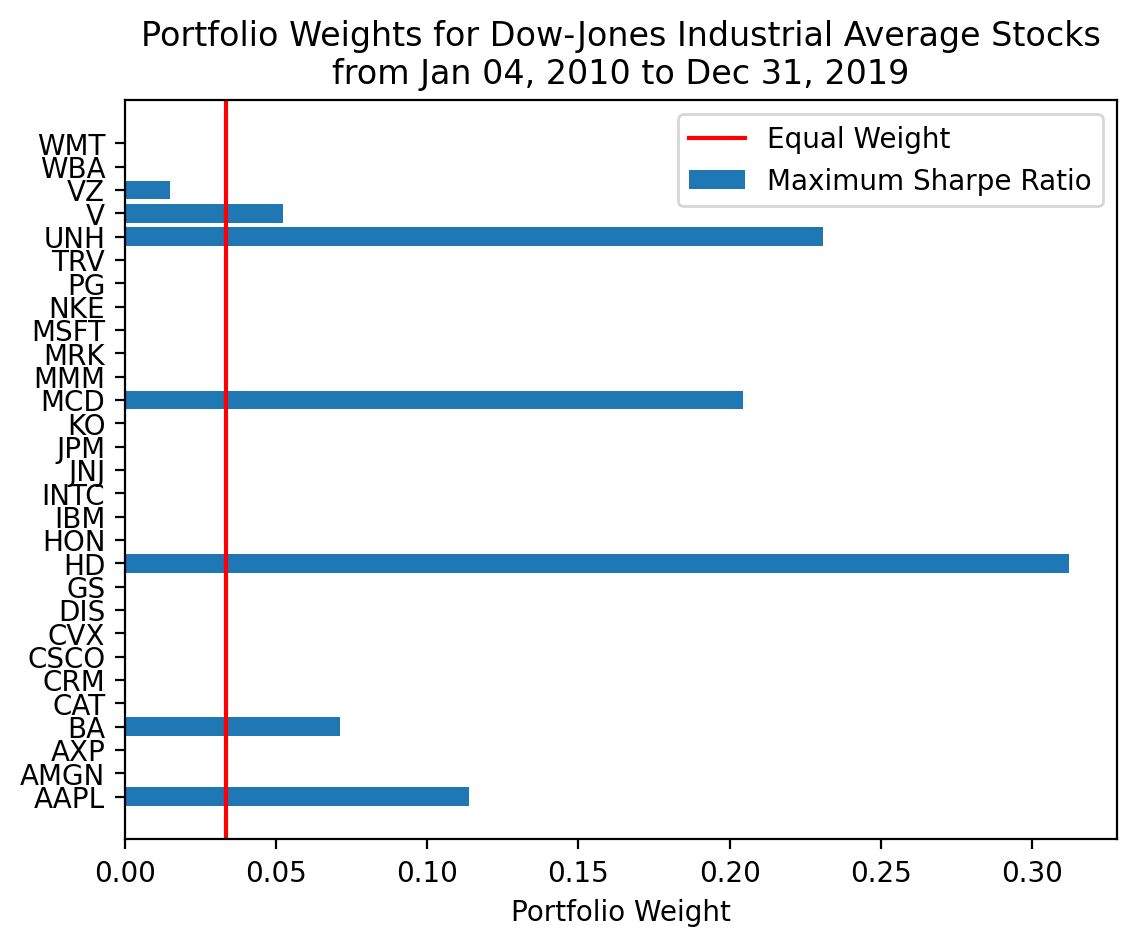 Portfolio Weights for Dow-Jones Industrial Average Stocks
from Jan 04, 2010 to Dec 31, 2019
Equal Weight
Maximum Sharpe Ratio
WMT
WBA
VZ
V
UNH
TRV
PG
NKE
MSFT
MRK
MMM
MCD
KO
JPM
JNJ
INTC
IBM
HON
HD
GS
DIS
CVX
CSCO
CRM
CAT
BA
AXP
AMGN
AAPL
0.00 0.05 0.10 0.15 0.20 0.25 0.30
Portfolio Weight